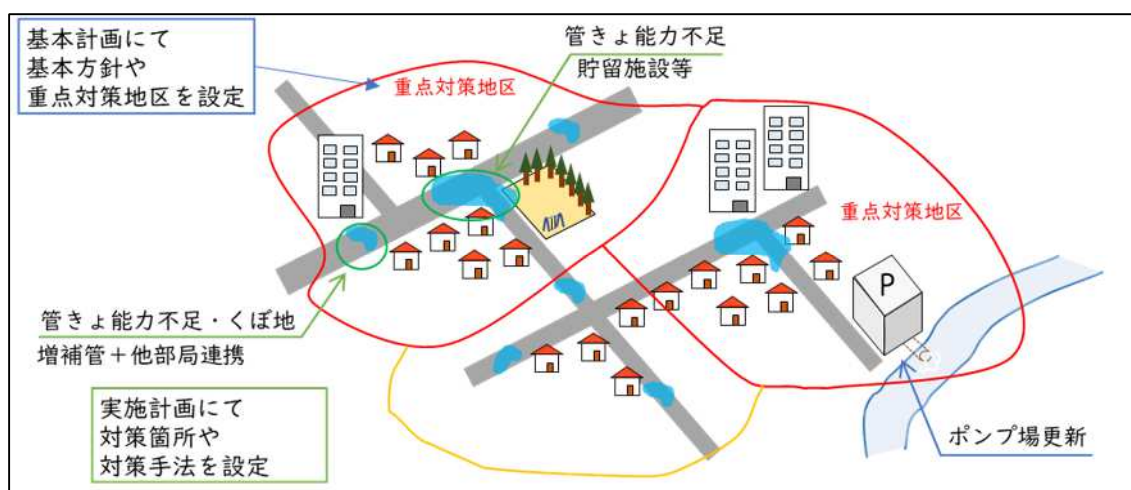 基本計画にて
基本方針や
重点対策地区を設定
管きょ能力不足
貯留施設等
重点対策地区
重点対策地区
P
管きょ能力不足・くぼ地
増補管＋他部局連携
実施計画にて
対策箇所や
対策手法を設定
ポンプ場更新